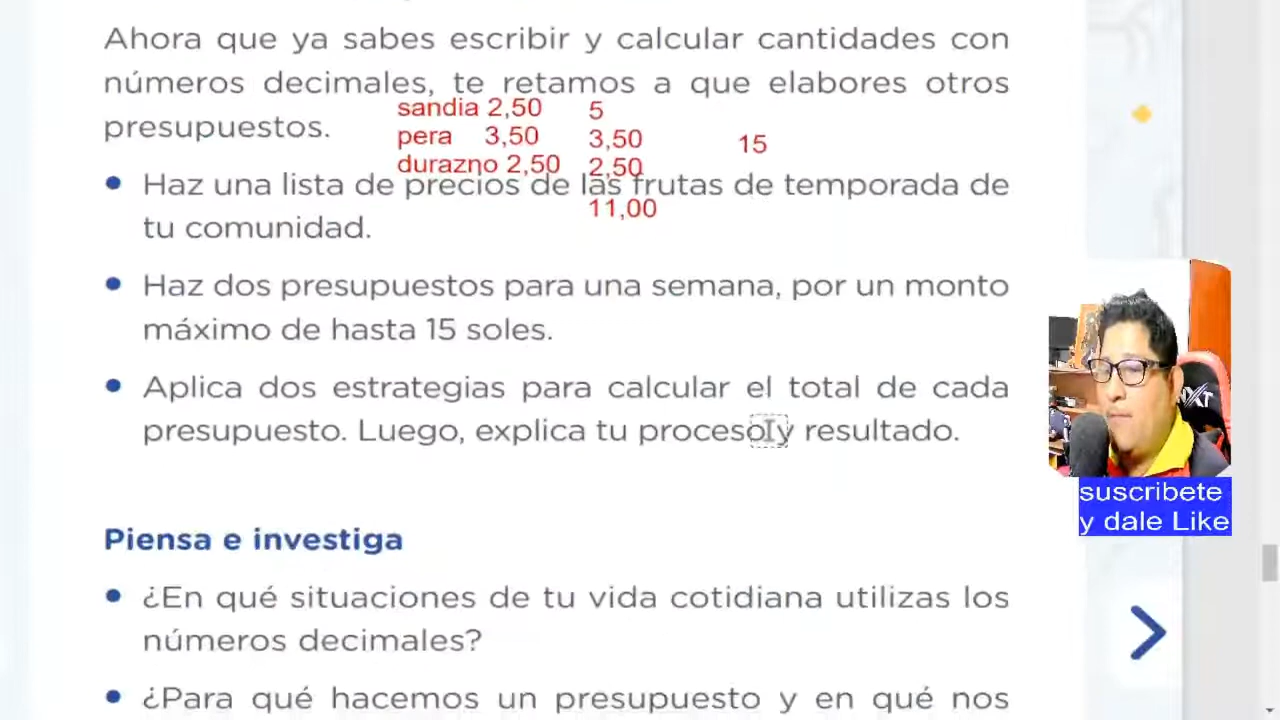 Ahora que ya sabes escribir y calcular cantidades con
números decimales, te retamos a que elabores otros
presupuestos.
sandia 2,50 5
pera 3,50 3,50 15
durazno 2,50 2,50
11,00
• Haz una lista de precios de las frutas de temporada de
tu comunidad.
• Haz dos presupuestos para una semana, por un monto
máximo de hasta 15 soles.
• Aplica dos estrategias para calcular el total de cada
presupuesto. Luego, explica tu proceso y resultado.
suscribete
y dale Like
Piensa e investiga
• ¿En qué situaciones de tu vida cotidiana utilizas los
números decimales?
• ¿Para qué hacemos un presupuesto y en qué nos